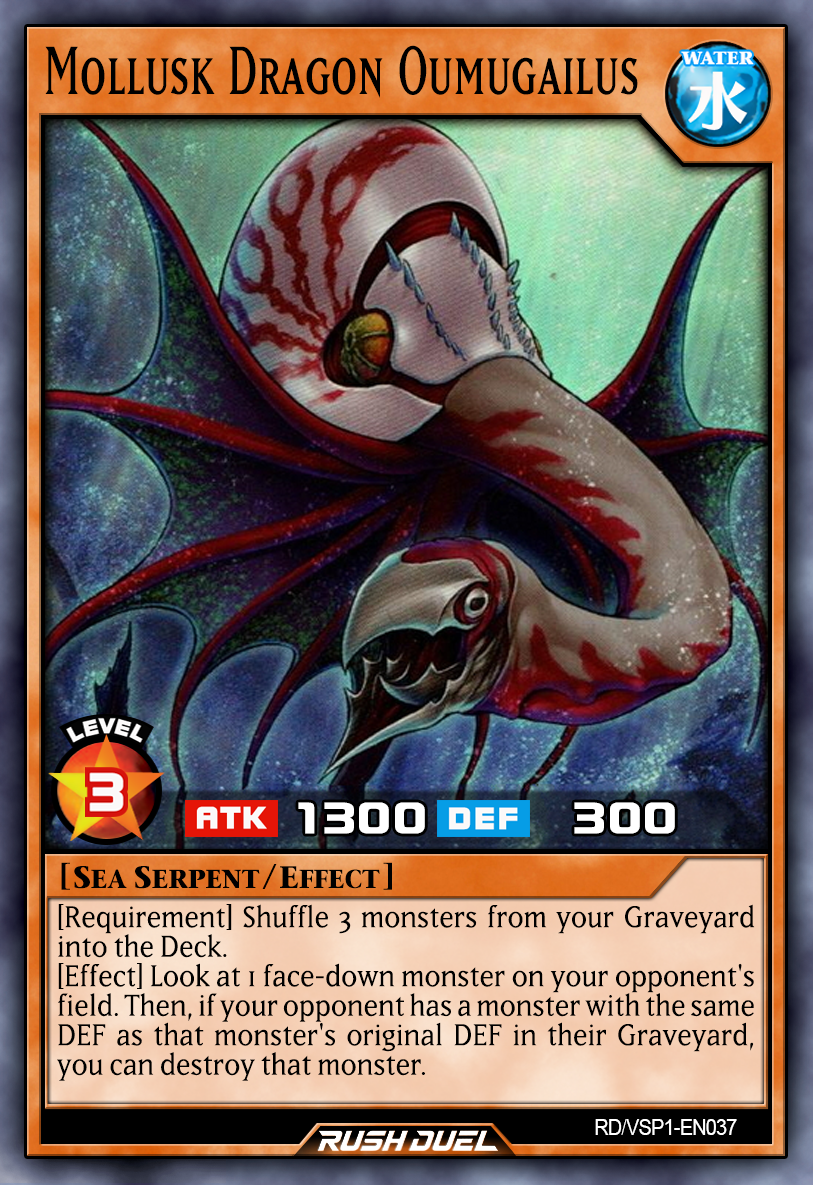 Mollusk Dragon Oumugailus
WATER
水
LEVEL
3
ATK 1300 DEF 300
[Sea Serpent/Effect]
[Requirement] Shuffle 3 monsters from your Graveyard
into the Deck.
[Effect] Look at 1 face-down monster on your opponent's
field. Then, if your opponent has a monster with the same
DEF as that monster's original DEF in their Graveyard,
you can destroy that monster.
RD/VSP1-EN037
RUSH DUEL